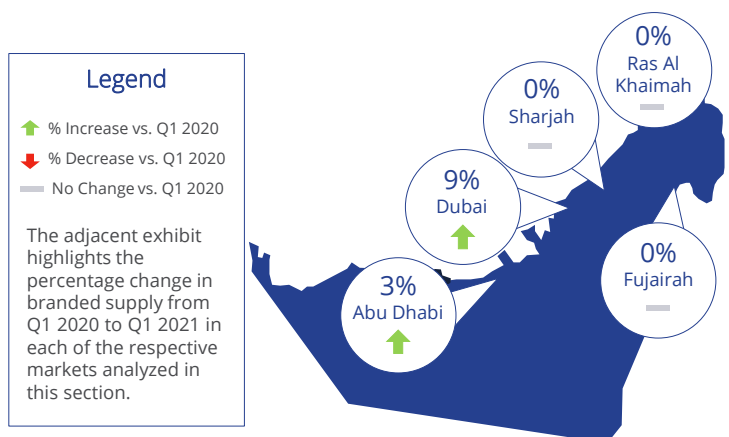 Legend
% Increase vs. Q1 2020
% Decrease vs. Q1 2020
No Change vs. Q1 2020
The adjacent exhibit
highlights the
percentage change in
branded supply from
Q1 2020 to Q1 2021 in
each of the respective
markets analyzed in
this section.
0%
Ras Al
Khaimah
0%
Sharjah
9%
Dubai
0%
Fujairah
3%
Abu Dhabi